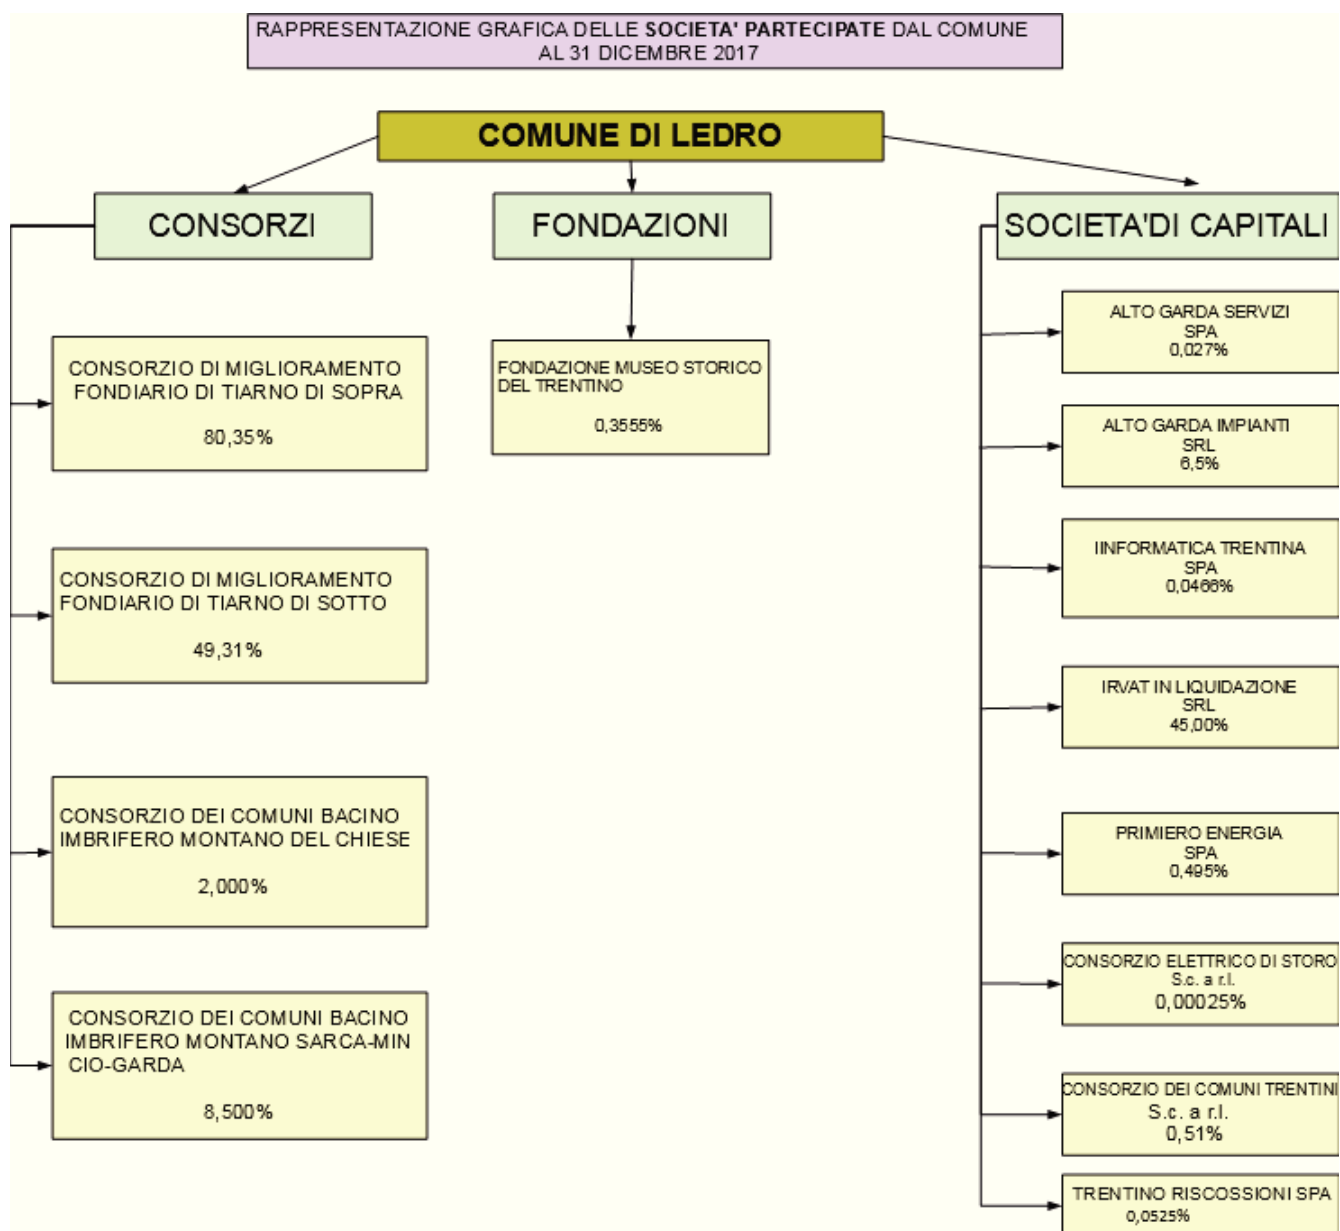 RAPPRESENTAZIONE GRAFICA DELLE SOCIETA' PARTECIPATE DAL COMUNE
AL 31 DICEMBRE 2017
COMUNE DI LEDRO
CONSORZI
CONSORZIO DI MIGLIORAMENTO
FONDIARIO DI TIARNO DI SOPRA
80,35%
CONSORZIO DI MIGLIORAMENTO
FONDIARIO DI TIARNO DI SOTTO
49,31%
CONSORZIO DEI COMUNI BACINO
IMBRIFERO MONTANO DEL CHIESE
2,000%
CONSORZIO DEI COMUNI BACINO
IMBRIFERO MONTANO SARCA-MIN
CIO-GARDA
8,500%
FONDAZIONI
FONDAZIONE MUSEO STORICO
DEL TRENTINO
0,3555%
SOCIETA'DI CAPITALI
ALTO GARDA SERVIZI
SPA
0,027%
ALTO GARDA IMPIANTI
SRL
6,5%
IINFORMATICA TRENTINA
SPA
0,0466%
IRVAT IN LIQUIDAZIONE
SRL
45,00%
PRIMIERO ENERGIA
SPA
0,495%
CONSORZIO ELETTRICO DI STORO
S.c. a r.l.
0,00025%
CONSORZIO DEI COMUNI TRENTINI
S.c. a r.l.
0,51%
TRENTINO RISCOSSIONI SPA
0,0525%